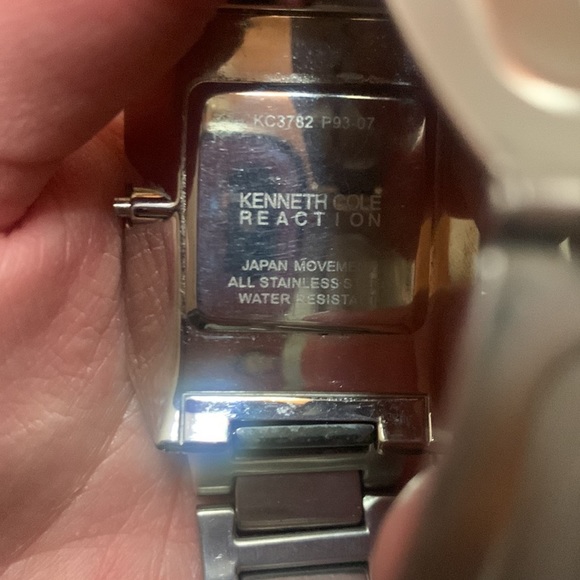 KC3782 P93-07
KENNETH COLE
REACTION
JAPAN MOVEME
ALL STAINLESS S
WATER RESISTA